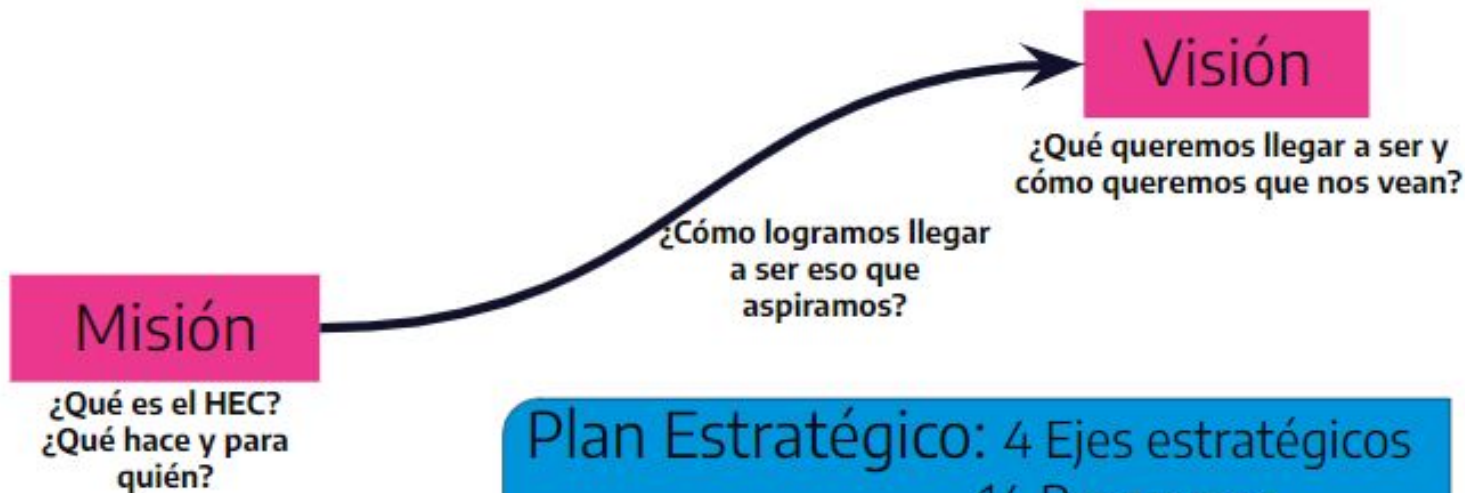 Visión
¿Qué queremos llegar a ser y
cómo queremos que nos vean?
¿Cómo logramos llegar
a ser eso que
aspiramos?
Misión
¿Qué es el HEC?
¿Qué hace y para
quién?
Plan Estratégico: 4 Ejes estratégicos